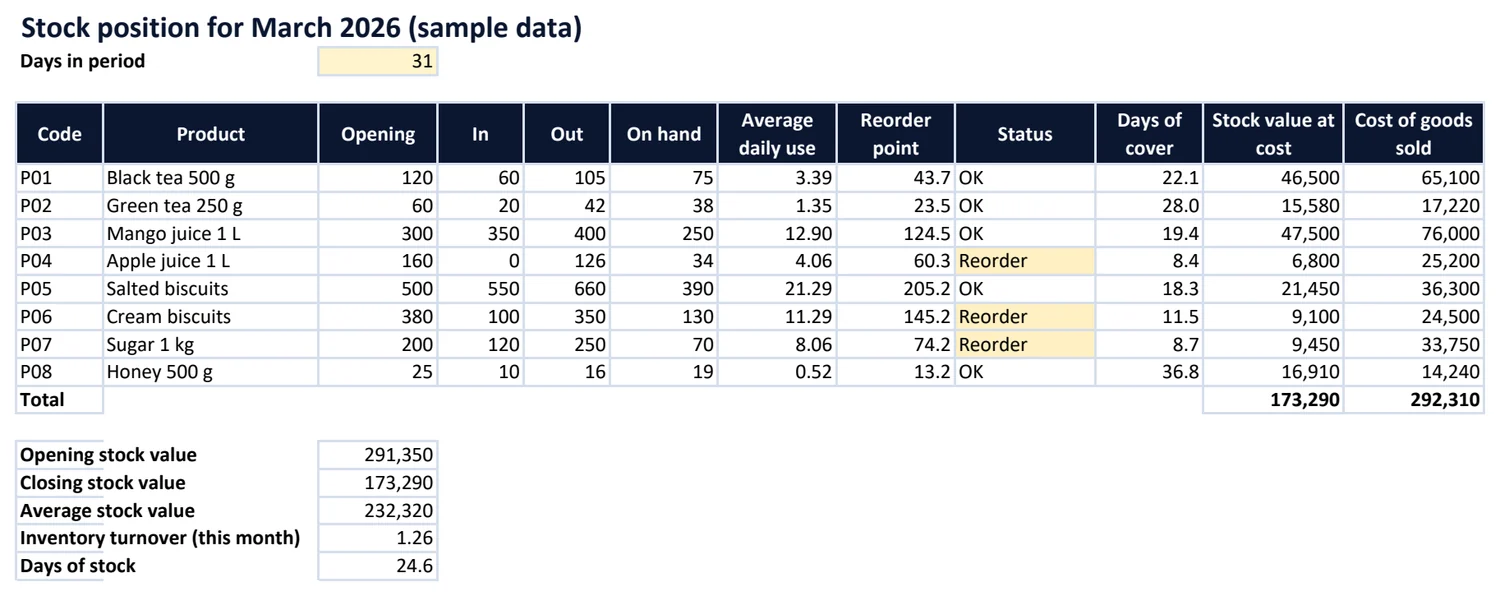 Stock position for March 2026 (sample data)
Days in period 31
Code Product Opening In Out On hand Average daily use Reorder point Status Days of cover Stock value at cost Cost of goods sold
P01 Black tea 500 g 120 60 105 75 3.39 43.7 OK 22.1 46,500 65,100
P02 Green tea 250 g 60 20 42 38 1.35 23.5 OK 28.0 15,580 17,220
P03 Mango juice 1 L 300 350 400 250 12.90 124.5 OK 19.4 47,500 76,000
P04 Apple juice 1 L 160 0 126 34 4.06 60.3 Reorder 8.4 6,800 25,200
P05 Salted biscuits 500 550 660 390 21.29 205.2 OK 18.3 21,450 36,300
P06 Cream biscuits 380 100 350 130 11.29 145.2 Reorder 11.5 9,100 24,500
P07 Sugar 1 kg 200 120 250 70 8.06 74.2 Reorder 8.7 9,450 33,750
P08 Honey 500 g 25 10 16 19 0.52 13.2 OK 36.8 16,910 14,240
Total 173,290 292,310
Opening stock value 291,350
Closing stock value 173,290
Average stock value 232,320
Inventory turnover (this month) 1.26
Days of stock 24.6